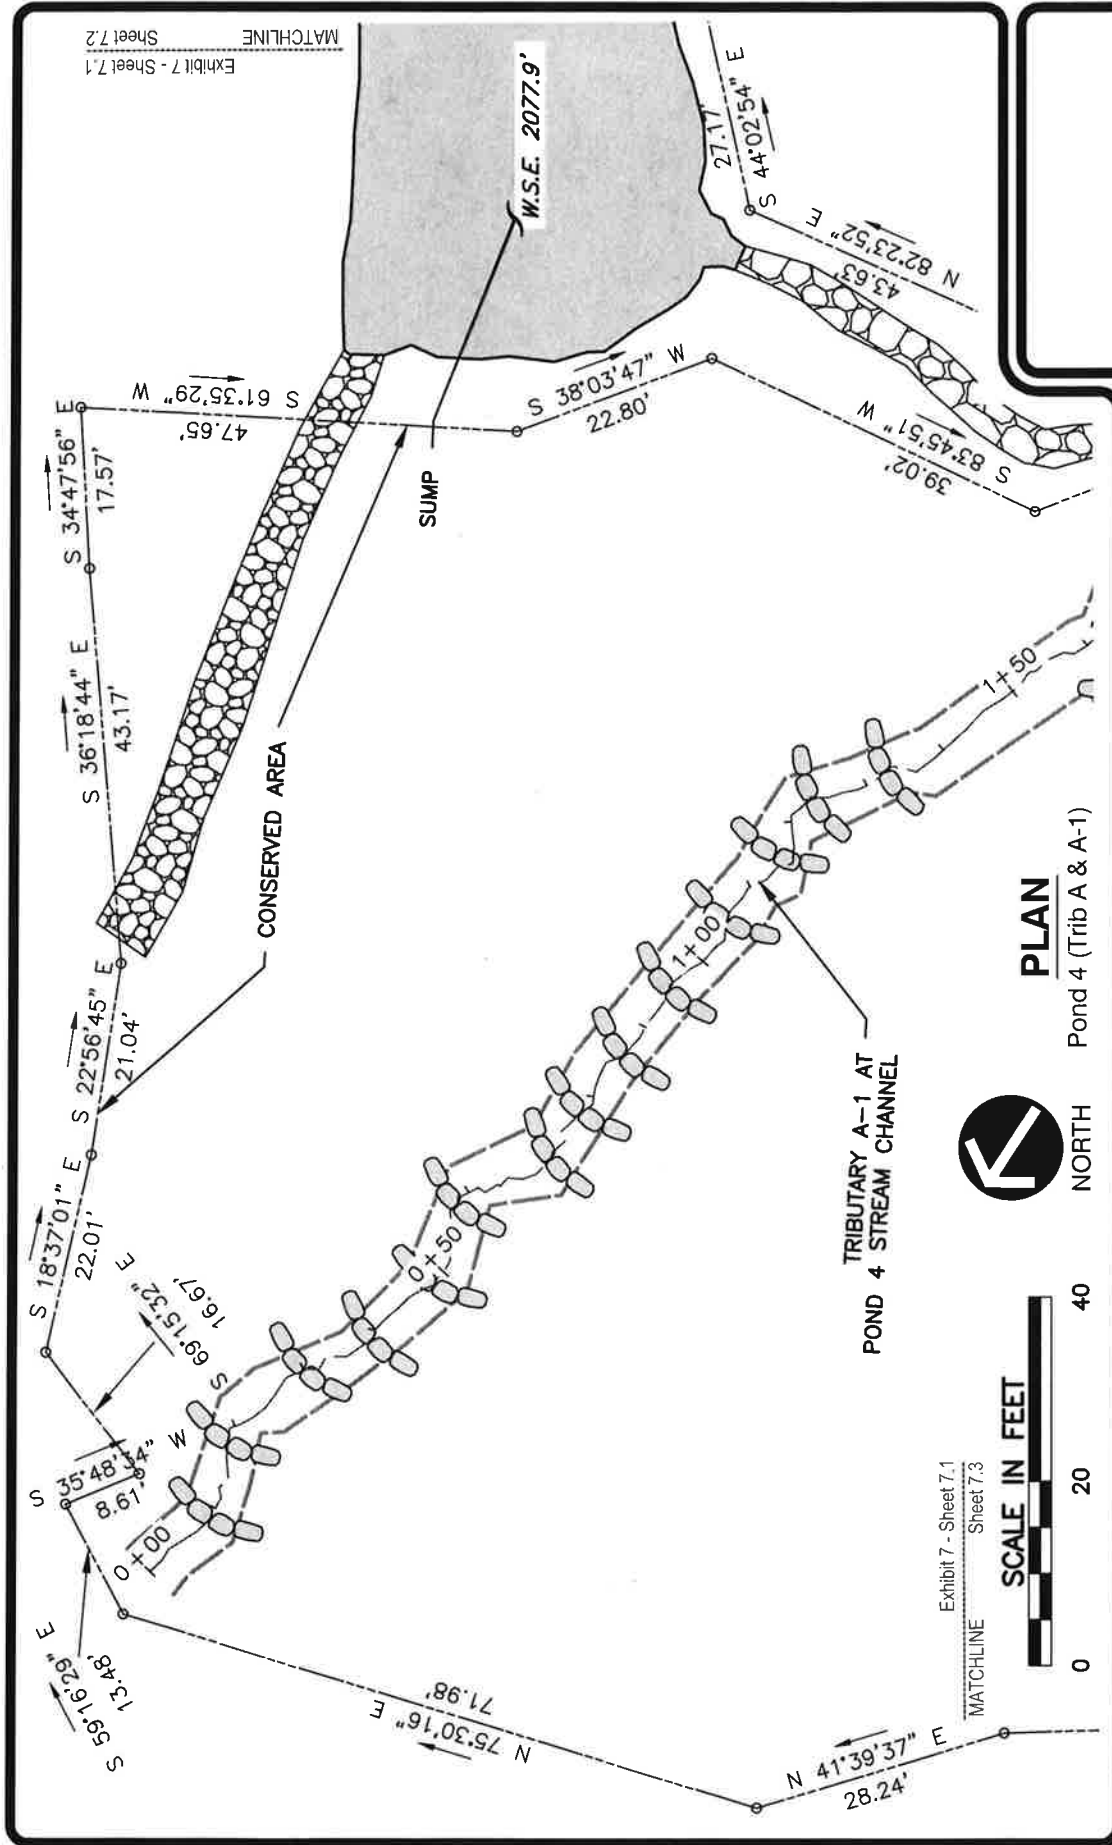 Exhibit 7 - Sheet 7.1
MATCHLINE Sheet 7.2
W.S.E. 2077.9'
S 44°02'54" E
27.17'
N 82°23'52" E
43.63'
S 61°35'29" W
47.65'
S 38°03'47" W
22.80'
S 83°45'51" W
39.02'
SUMP
S 34°47'56" E
17.57'
S 36°18'44" E
43.17'
CONSERVED AREA
S 22°56'45" E
21.04'
S 18°37'01" E
22.01'
S 69°15'32" E
16.67'
S 35°48'34" W
8.61'
S
S 59°16'29" E
13.48'
N 75°30'16" E
71.98'
N 41°39'37" E
28.24'
0+00
0+50
1+00
1+50
TRIBUTARY A-1 AT
POND 4 STREAM CHANNEL
PLAN
Pond 4 (Trib A & A-1)
NORTH
Exhibit 7 - Sheet 7.1
MATCHLINE Sheet 7.3
SCALE IN FEET
0 20 40